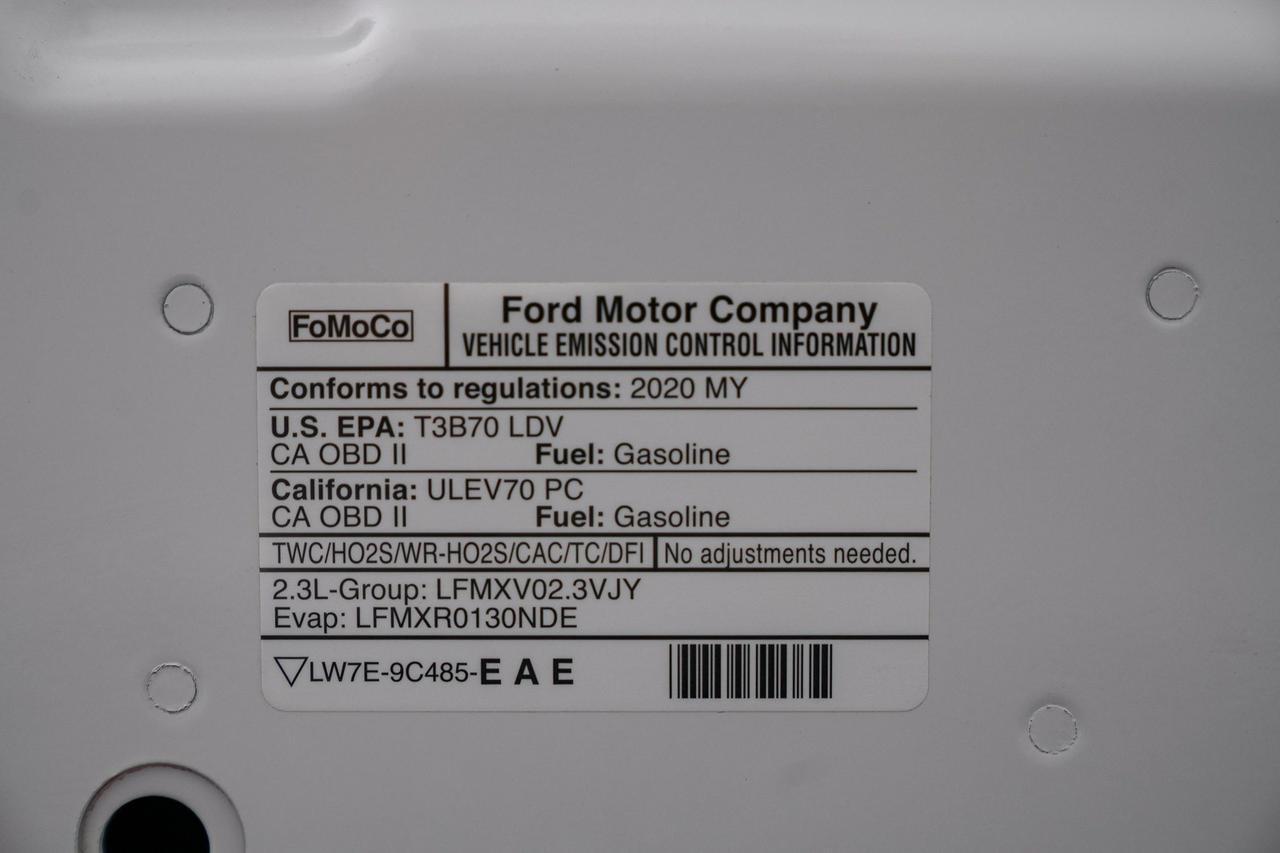 FoMoCo
Ford Motor Company
VEHICLE EMISSION CONTROL INFORMATION
Conforms to regulations: 2020 MY
U.S. EPA: T3B70 LDV
CA OBD II Fuel: Gasoline
California: ULEV70 PC
CA OBD II Fuel: Gasoline
TWC/HO2S/WR-HO2S/CAC/TC/DFI No adjustments needed.
2.3L-Group: LFMXV02.3VJY
Evap: LFMXR0130NDE
▽LW7E-9C485-E A E